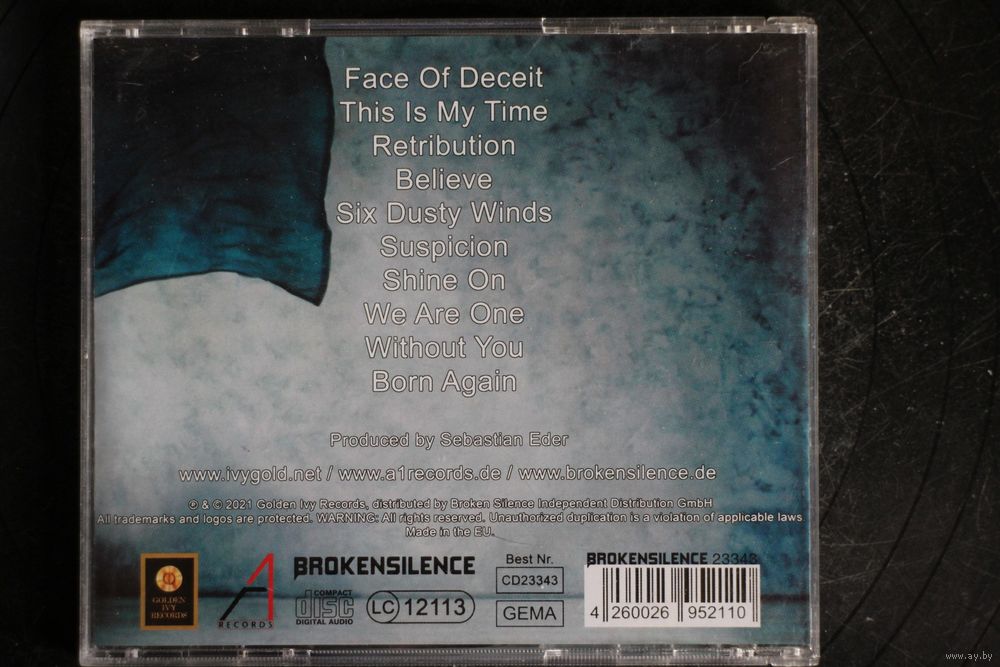 Face Of Deceit
This Is My Time
Retribution
Believe
Six Dusty Winds
Suspicion
Shine On
We Are One
Without You
Born Again
Produced by Sebastian Eder
www.ivygold.net / www.a1records.de / www.brokensilence.de
℗ & © 2021 Golden Ivy Records, distributed by Broken Silence Independent Distribution GmbH
All trademarks and logos are protected. WARNING: All rights reserved. Unauthorized duplication is a violation of applicable laws.
Made in the EU.
GOLDEN
IVY
RECORDS
A1
RECORDS
BROKENSILENCE
COMPACT
disc
DIGITAL AUDIO
LC 12113
Best Nr.
CD23343
GEMA
BROKENSILENCE 23343
4 260026 952110
www.ay.by